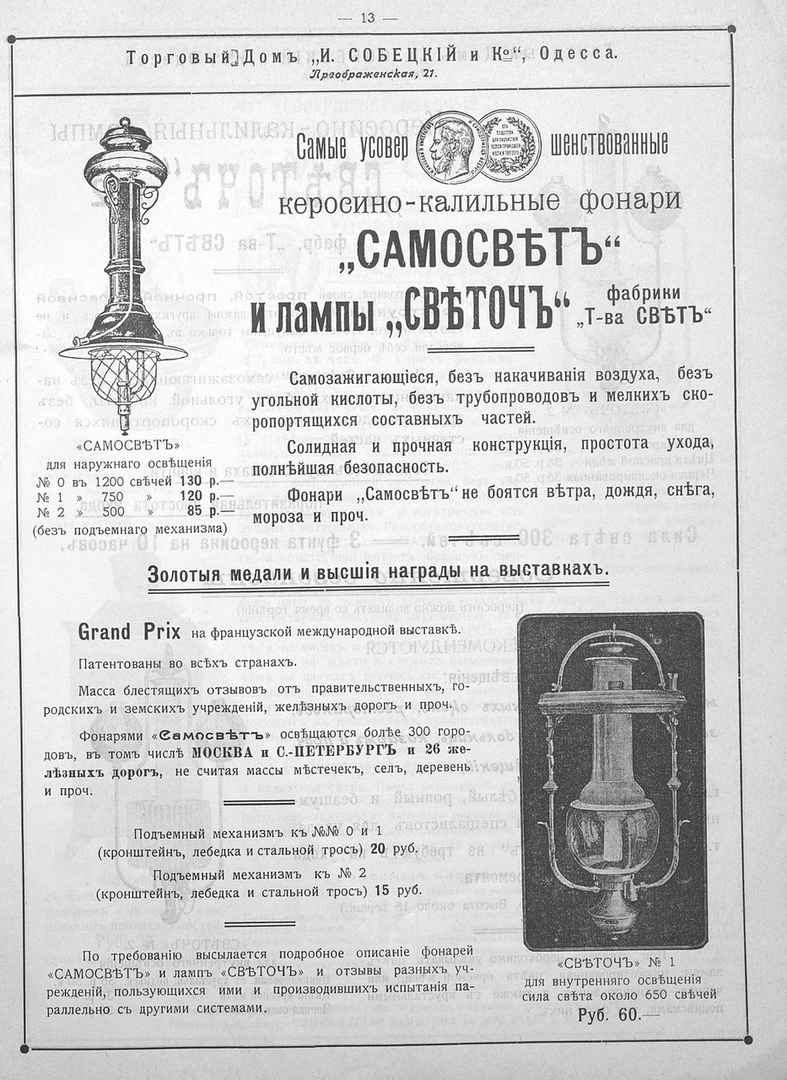 — 13 —
Торговый Домъ „И. СОБЕЦКІЙ и Ко“, Одесса.
Преображенская, 21.
Самые усовер шенствованные
керосино-калильные фонари
„САМОСВѢТЪ“
и лампы „СВѢТОЧЪ“ фабрики
„Т-ва СВѢТЪ“
Самозажигающіеся, безъ накачиванія воздуха, безъ
угольной кислоты, безъ трубопроводовъ и мелкихъ ско-
ропортящихся составныхъ частей.
Солидная и прочная конструкція, простота ухода,
полнѣйшая безопасность.
Фонари „Самосвѣтъ“ не боятся вѣтра, дождя, снѣга,
мороза и проч.
«САМОСВѢТЪ»
для наружнаго освѣщенія
№ 0 въ 1200 свѣчей 130 р.—
№ 1 » 750 » 120 р.—
№ 2 » 500 » 85 р.—
(безъ подъемнаго механизма)
Золотыя медали и высшія награды на выставкахъ.
Grand Prix на французской международной выставкѣ.
Патентованы во всѣхъ странахъ.
Масса блестящихъ отзывовъ отъ правительственныхъ, го-
родскихъ и земскихъ учрежденій, желѣзныхъ дорогъ и проч.
Фонарями «Самосвѣтъ» освѣщаются болѣе 300 горо-
довъ, въ томъ числѣ МОСКВА и С.-ПЕТЕРБУРГЪ и 26 же-
лѣзныхъ дорогъ, не считая массы мѣстечекъ, селъ, деревень
и проч.
Подъемный механизмъ къ №№ 0 и 1
(кронштейнъ, лебедка и стальной тросъ) 20 руб.
Подъемный механизмъ къ № 2
(кронштейнъ, лебедка и стальной тросъ) 15 руб.
По требованію высылается подробное описаніе фонарей
«САМОСВѢТЪ» и лампъ «СВѢТОЧЪ» и отзывы разныхъ уч-
режденій, пользующихся ими и производившихъ испытанія па-
раллельно съ другими системами.
«СВѢТОЧЪ» № 1
для внутренняго освѣщенія
сила свѣта около 650 свѣчей
Руб. 60.—